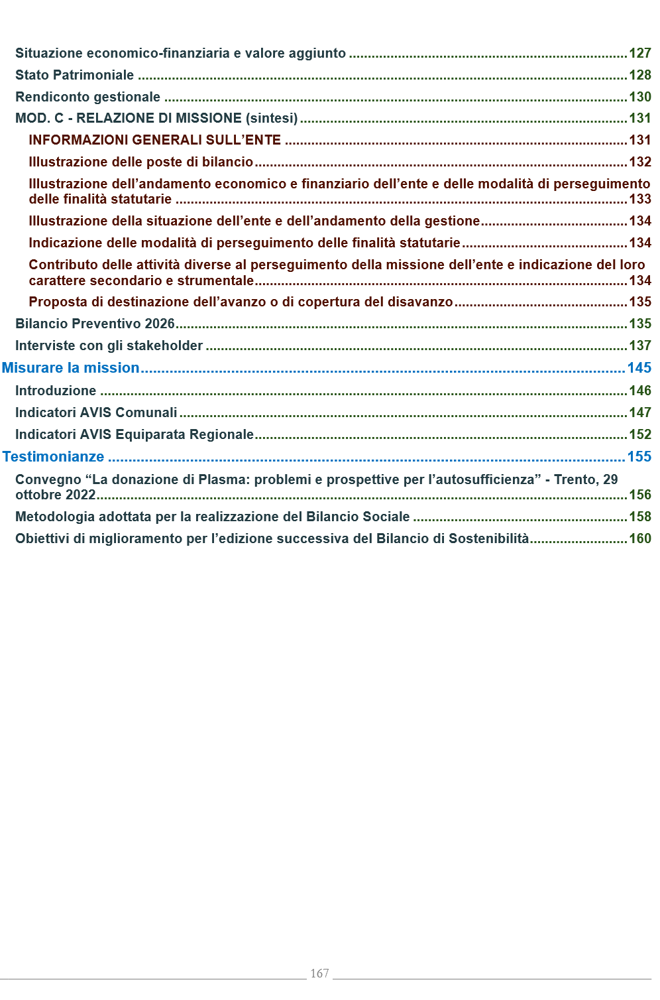 Situazione economico-finanziaria e valore aggiunto ........................................................................ 127
Stato Patrimoniale ................................................................................................................................ 128
Rendiconto gestionale ......................................................................................................................... 130
MOD. C - RELAZIONE DI MISSIONE (sintesi) ..................................................................................... 131
INFORMAZIONI GENERALI SULL’ENTE ......................................................................................... 131
Illustrazione delle poste di bilancio ................................................................................................. 132
Illustrazione dell’andamento economico e finanziario dell’ente e delle modalità di perseguimento
delle finalità statutarie ...................................................................................................................... 133
Illustrazione della situazione dell’ente e dell’andamento della gestione ...................................... 134
Indicazione delle modalità di perseguimento delle finalità statutarie ........................................... 134
Contributo delle attività diverse al perseguimento della missione dell’ente e indicazione del loro
carattere secondario e strumentale ................................................................................................. 134
Proposta di destinazione dell’avanzo o di copertura del disavanzo ............................................. 135
Bilancio Preventivo 2026 ...................................................................................................................... 135
Interviste con gli stakeholder .............................................................................................................. 137
Misurare la mission ....................................................................................................................... 145
Introduzione .......................................................................................................................................... 146
Indicatori AVIS Comunali ..................................................................................................................... 147
Indicatori AVIS Equiparata Regionale ................................................................................................. 152
Testimonianze ................................................................................................................................ 155
Convegno “La donazione di Plasma: problemi e prospettive per l’autosufficienza” - Trento, 29
ottobre 2022 .......................................................................................................................................... 156
Metodologia adottata per la realizzazione del Bilancio Sociale ........................................................ 158
Obiettivi di miglioramento per l’edizione successiva del Bilancio di Sostenibilità .......................... 160
167